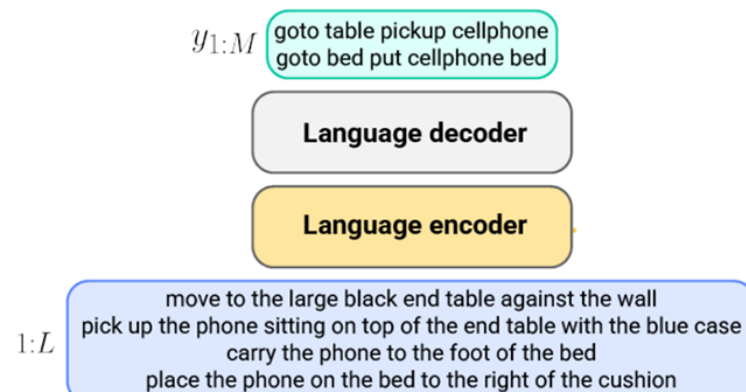 y1:M
goto table pickup cellphone
goto bed put cellphone bed
Language decoder
Language encoder
1:L
move to the large black end table against the wall
pick up the phone sitting on top of the end table with the blue case
carry the phone to the foot of the bed
place the phone on the bed to the right of the cushion